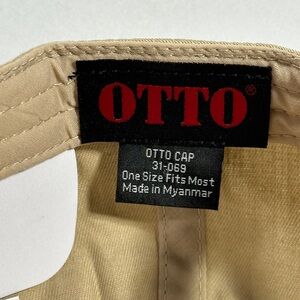 OTTO®
OTTO CAP
31-069
One Size Fits Most
Made in Myanmar